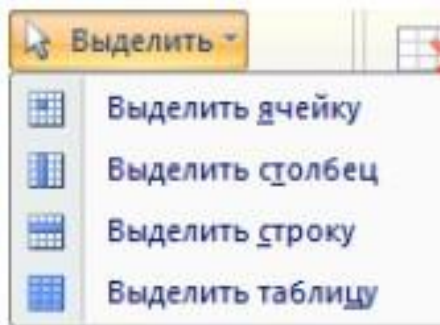 Выделить
Выделить ячейку
Выделить столбец
Выделить строку
Выделить таблицу